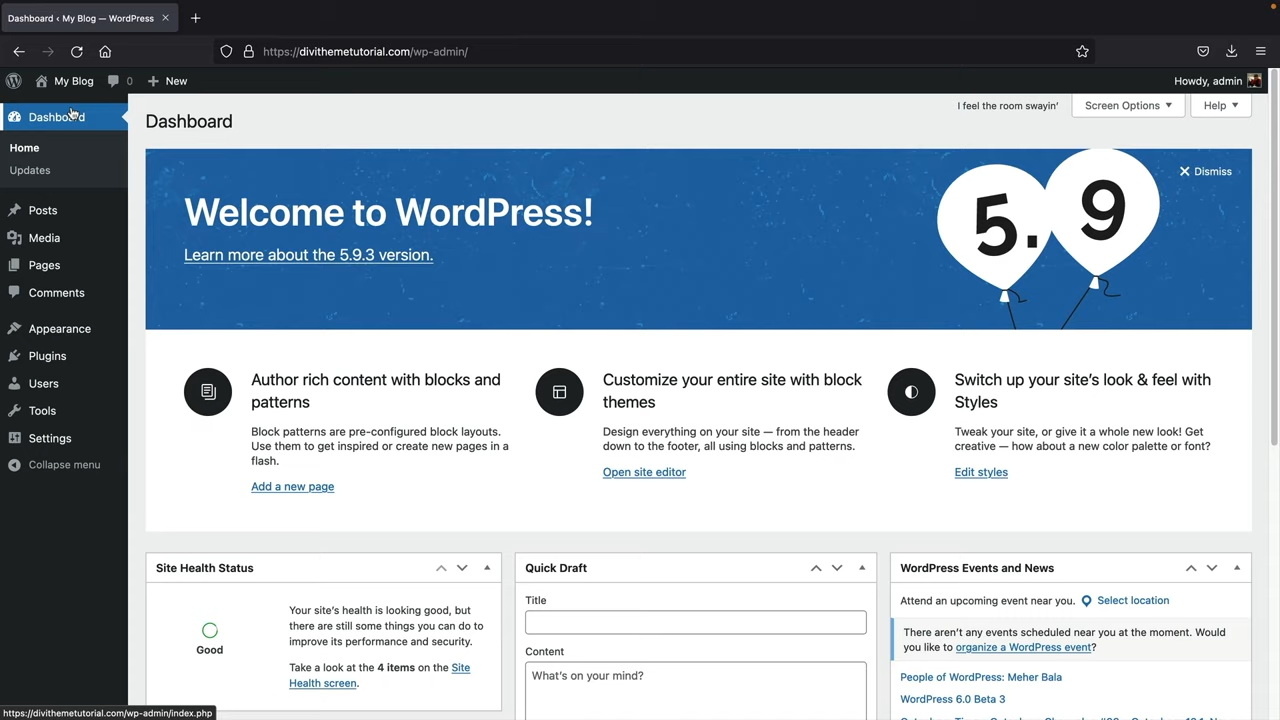 Dashboard ‹ My Blog — WordPress
https://divithemetutorial.com/wp-admin/
My Blog
0
New
Howdy, admin
Dashboard
Home
Updates
Posts
Media
Pages
Comments
Appearance
Plugins
Users
Tools
Settings
Collapse menu
I feel the room swayin'
Screen Options
Help
Dashboard
Welcome to WordPress!
Learn more about the 5.9.3 version.
5.9
Dismiss
Author rich content with blocks and
patterns
Block patterns are pre-configured block layouts.
Use them to get inspired or create new pages in a
flash.
Add a new page
Customize your entire site with block
themes
Design everything on your site — from the header
down to the footer, all using blocks and patterns.
Open site editor
Switch up your site's look & feel with
Styles
Tweak your site, or give it a whole new look! Get
creative — how about a new color palette or font?
Edit styles
Site Health Status
Good
Your site's health is looking good, but
there are still some things you can do to
improve its performance and security.
Take a look at the 4 items on the Site
Health screen.
Quick Draft
Title
Content
What's on your mind?
WordPress Events and News
Attend an upcoming event near you.
Select location
There aren't any events scheduled near you at the moment. Would
you like to organize a WordPress event?
People of WordPress: Meher Bala
WordPress 6.0 Beta 3
https://divithemetutorial.com/wp-admin/index.php